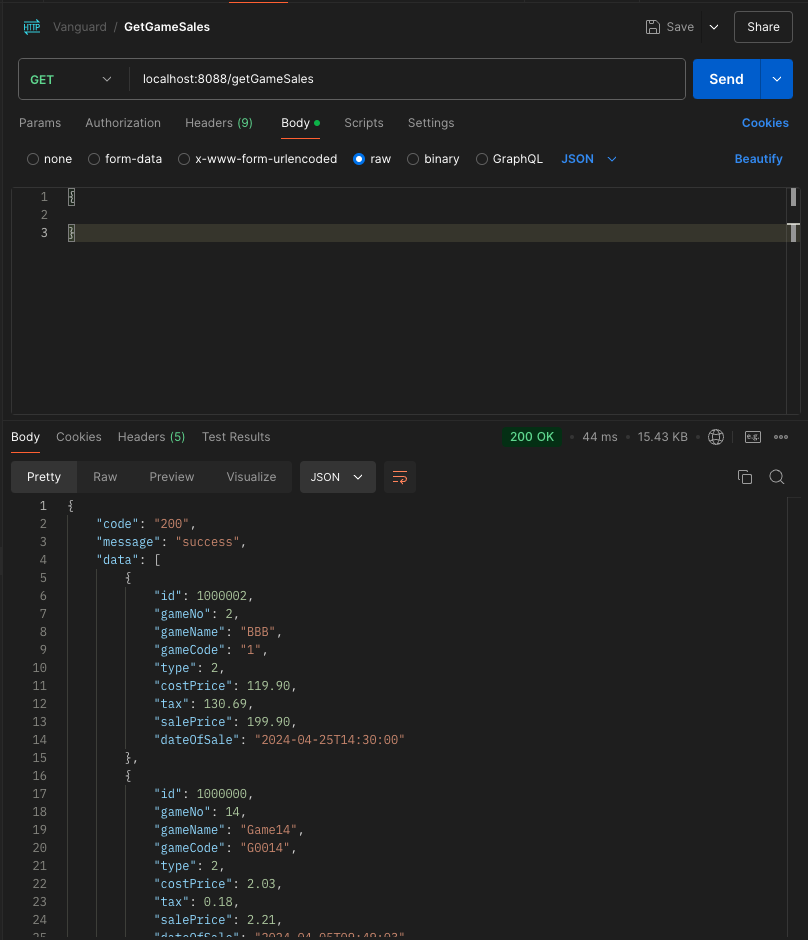 HTTP Vanguard / GetGameSales Save Share
GET localhost:8088/getGameSales Send
Params Authorization Headers (9) Body Scripts Settings Cookies
none form-data x-www-form-urlencoded raw binary GraphQL JSON Beautify
1 {
2
3 }
Body Cookies Headers (5) Test Results 200 OK • 44 ms • 15.43 KB • e.g.
Pretty Raw Preview Visualize JSON
1 {
2 "code": "200",
3 "message": "success",
4 "data": [
5 {
6 "id": 1000002,
7 "gameNo": 2,
8 "gameName": "BBB",
9 "gameCode": "1",
10 "type": 2,
11 "costPrice": 119.90,
12 "tax": 130.69,
13 "salePrice": 199.90,
14 "dateOfSale": "2024-04-25T14:30:00"
15 },
16 {
17 "id": 1000000,
18 "gameNo": 14,
19 "gameName": "Game14",
20 "gameCode": "G0014",
21 "type": 2,
22 "costPrice": 2.03,
23 "tax": 0.18,
24 "salePrice": 2.21,
25 "dateOfSale": "2024-04-05T09:49:03"